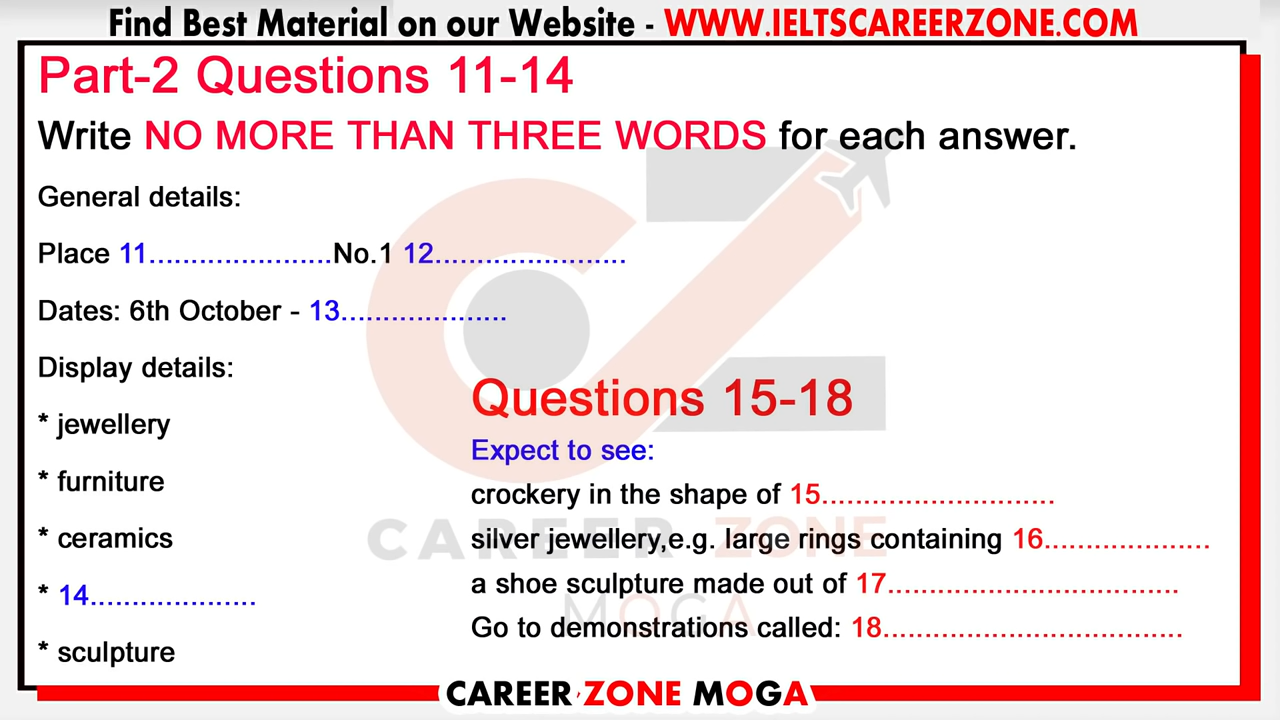 Find Best Material on our Website - WWW.IELTSCAREERZONE.COM
Part-2 Questions 11-14
Write NO MORE THAN THREE WORDS for each answer.
General details:
Place 11......................No.1 12.......................
Dates: 6th October - 13....................
Display details:
* jewellery
* furniture
* ceramics
* 14....................
* sculpture
Questions 15-18
Expect to see:
crockery in the shape of 15............................
silver jewellery,e.g. large rings containing 16....................
a shoe sculpture made out of 17...................................
Go to demonstrations called: 18....................................
CAREER ZONE
MOGA
CAREER ZONE MOGA